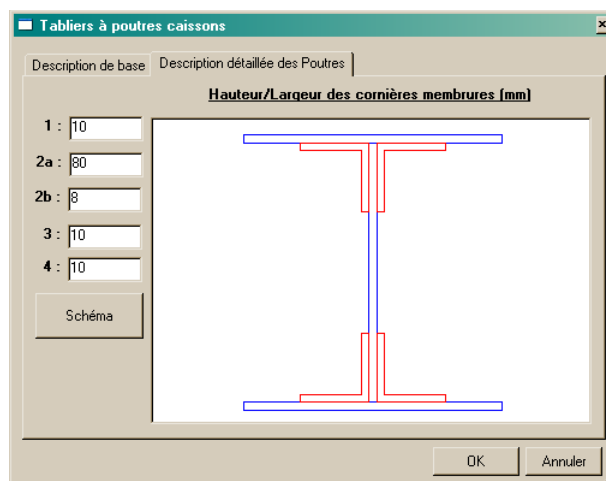 Tabliers à poutres caissons
Description de base
Description détaillée des Poutres
Hauteur/Largeur des cornières membrures (mm)
1 : 10
2a : 80
2b : 8
3 : 10
4 : 10
Schéma
OK
Annuler